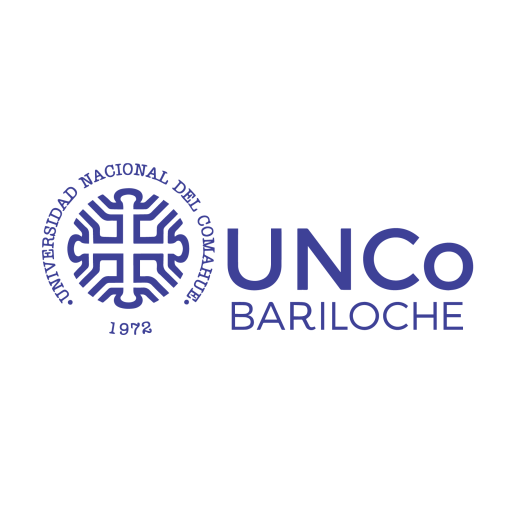 ·UNIVERSIDAD NACIONAL DEL COMAHUE·
1972
UNCo
BARILOCHE